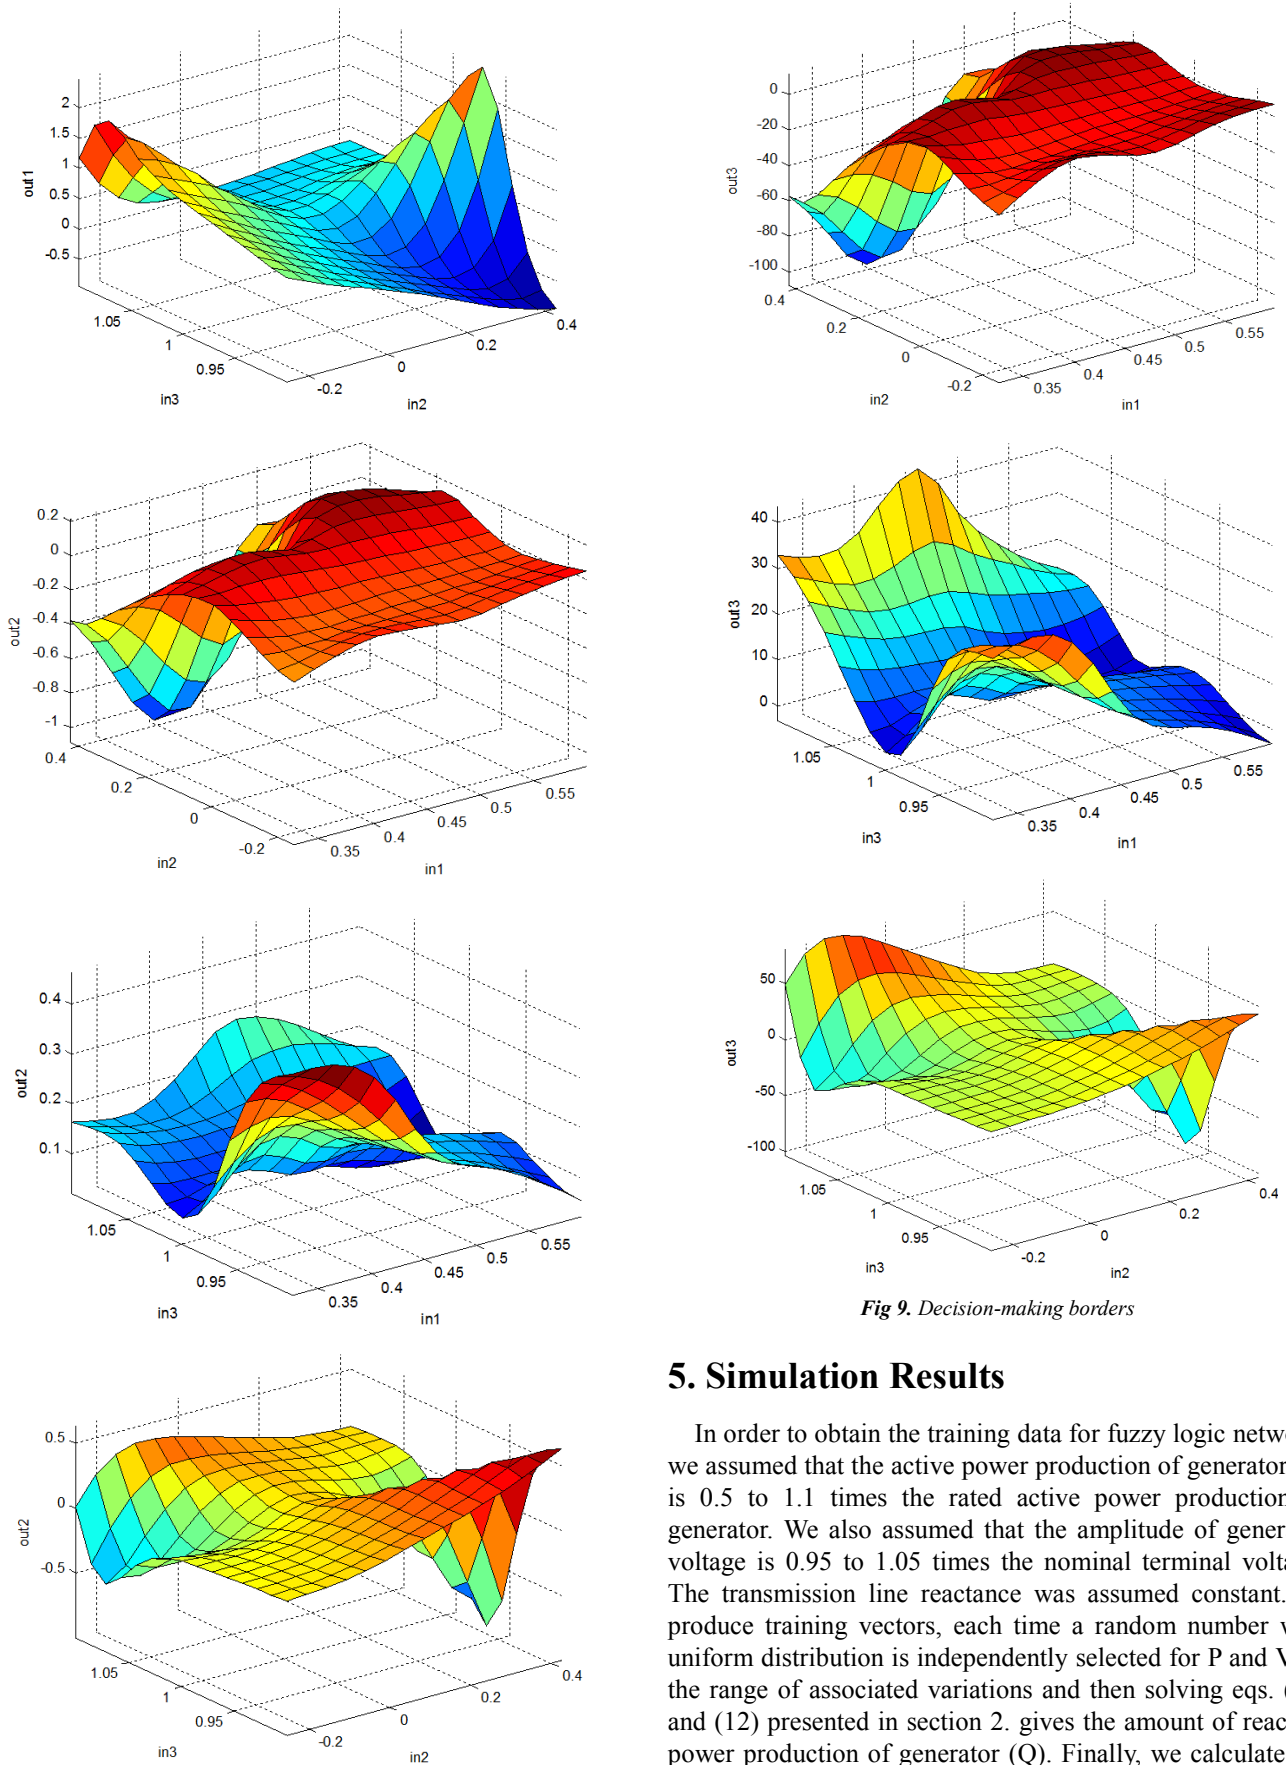 2
1.5
1
0.5
0
-0.5
out1
1.05
1
0.95
in3
-0.2
0
0.2
0.4
in2
0.2
0
-0.2
-0.4
-0.6
-0.8
-1
out2
0.4
0.2
0
-0.2
in2
0.35
0.4
0.45
0.5
0.55
in1
0.4
0.3
0.2
0.1
out2
1.05
1
0.95
in3
0.35
0.4
0.45
0.5
0.55
in1
0.5
0
-0.5
out2
1.05
1
0.95
in3
-0.2
0
0.2
0.4
in2
0
-20
-40
-60
-80
-100
out3
0.4
0.2
0
-0.2
in2
0.35
0.4
0.45
0.5
0.55
in1
40
30
20
10
0
out3
1.05
1
0.95
in3
0.35
0.4
0.45
0.5
0.55
in1
50
0
-50
-100
out3
1.05
1
0.95
in3
-0.2
0
0.2
0.4
in2
Fig 9. Decision-making borders
5. Simulation Results
In order to obtain the training data for fuzzy logic netw
we assumed that the active power production of generator
is 0.5 to 1.1 times the rated active power production
generator. We also assumed that the amplitude of gener
voltage is 0.95 to 1.05 times the nominal terminal volta
The transmission line reactance was assumed constant.
produce training vectors, each time a random number w
uniform distribution is independently selected for P and V
the range of associated variations and then solving eqs. (
and (12) presented in section 2. gives the amount of reac
power production of generator (Q). Finally, we calculate